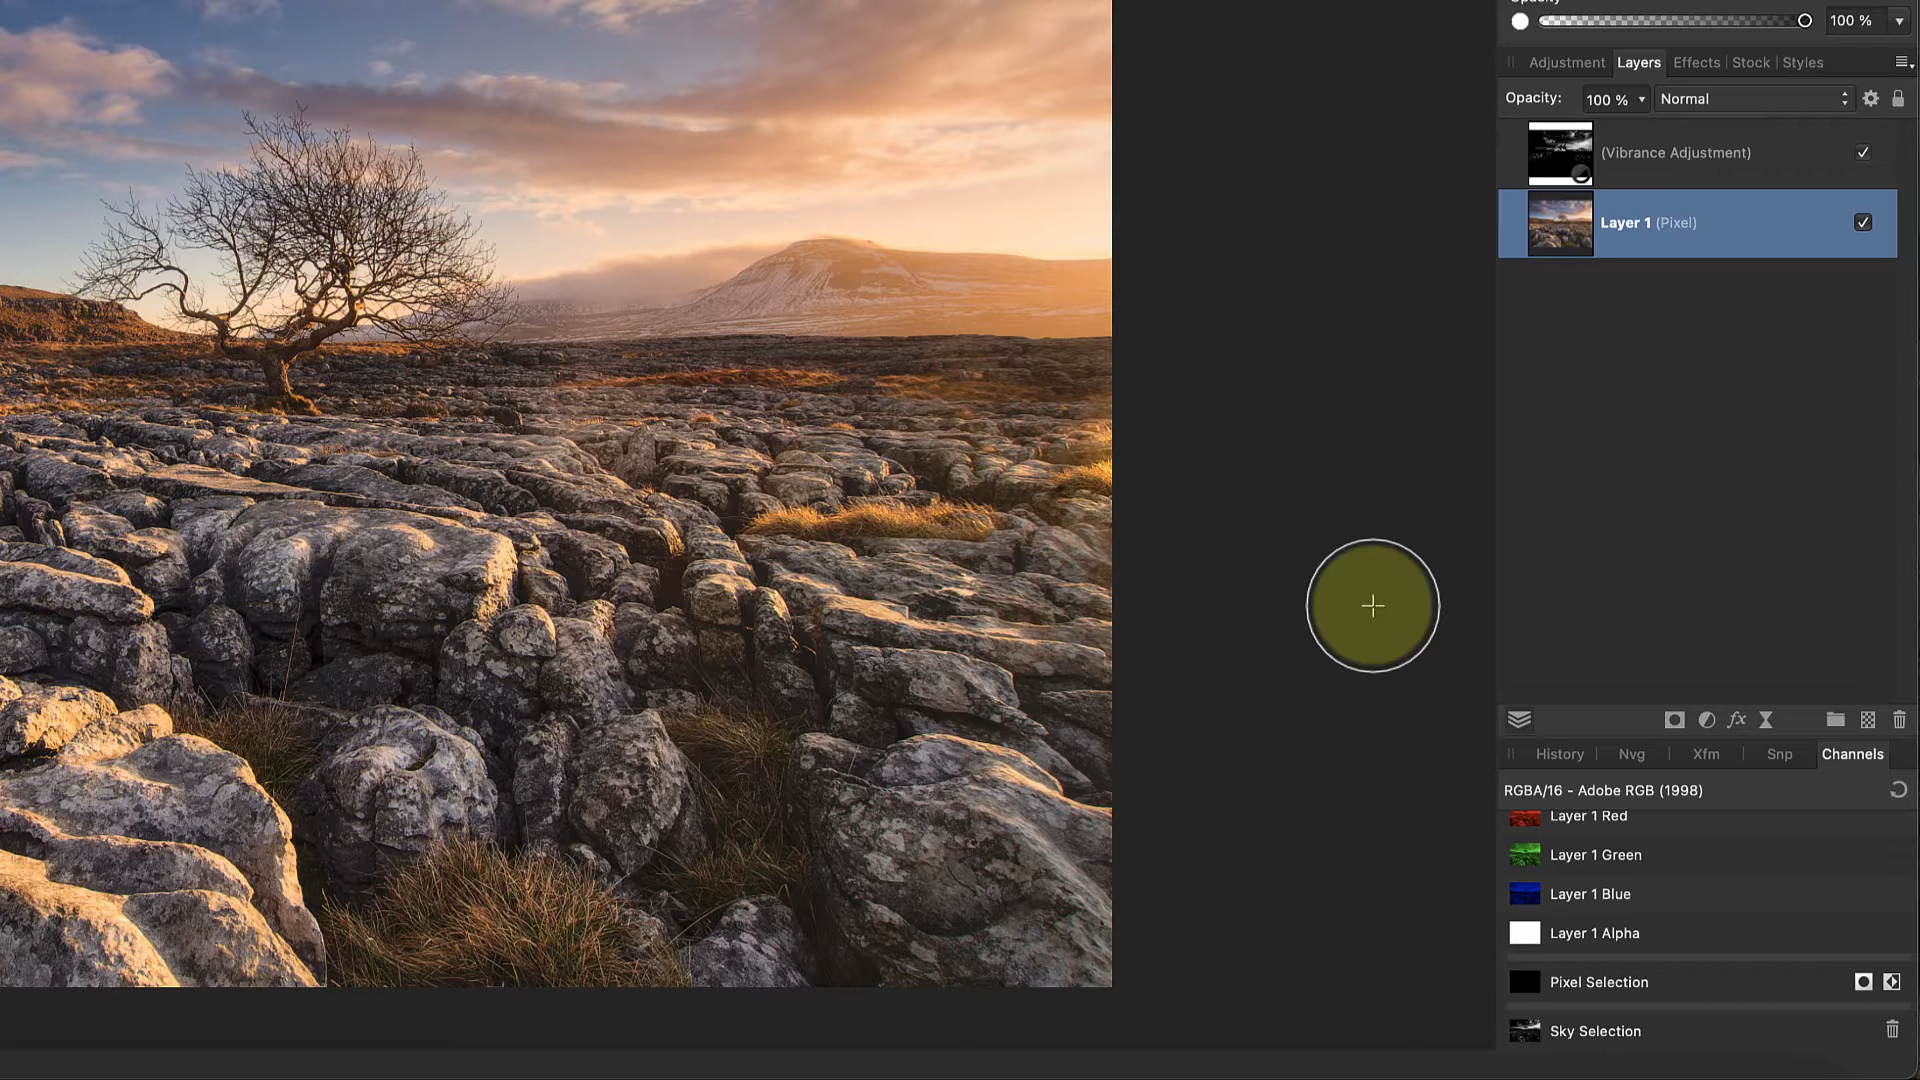 Opacity
100 %
Adjustment Layers Effects Stock Styles
Opacity: 100 % Normal
(Vibrance Adjustment)
Layer 1 (Pixel)
fx
History Nvg Xfm Snp Channels
RGBA/16 - Adobe RGB (1998)
Layer 1 Red
Layer 1 Green
Layer 1 Blue
Layer 1 Alpha
Pixel Selection
Sky Selection